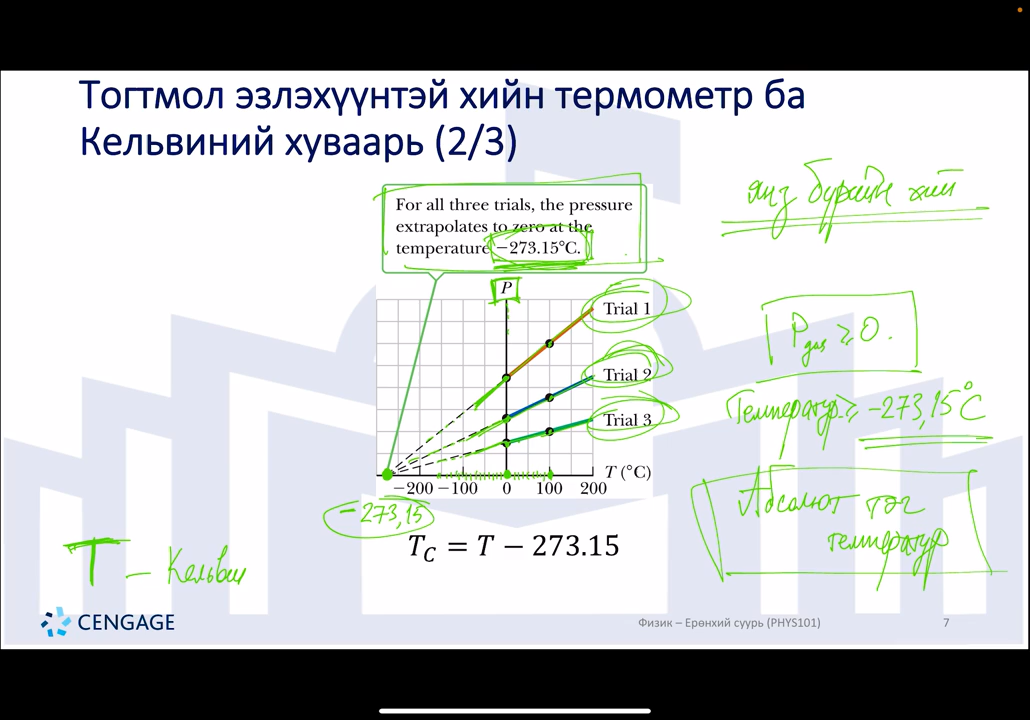 Тогтмол эзлэхүүнтэй хийн термометр ба
Кельвиний хуваарь (2/3)
янз бүрийн хий
For all three trials, the pressure
extrapolates to zero at the
temperature −273.15°C.
P
Trial 1
Trial 2
Trial 3
P ≥ 0.
Температур ≥ -273,15°C
T (°C)
−200 −100 0 100 200
-273,15
Абсолют тэг
температур
T_C = T − 273.15
T – Кельвин
CENGAGE
Физик – Ерөнхий суурь (PHYS101)
7